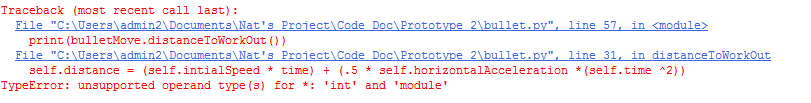 Traceback (most recent call last):
  File "C:\Users\admin2\Documents\Nat's Project\Code Doc\Prototype 2\bullet.py", line 57, in <module>
    print(bulletMove.distanceToWorkOut())
  File "C:\Users\admin2\Documents\Nat's Project\Code Doc\Prototype 2\bullet.py", line 31, in distanceToWorkOut
    self.distance = (self.intialSpeed * time) + (.5 * self.horizontalAcceleration *(self.time ^2))
TypeError: unsupported operand type(s) for *: 'int' and 'module'